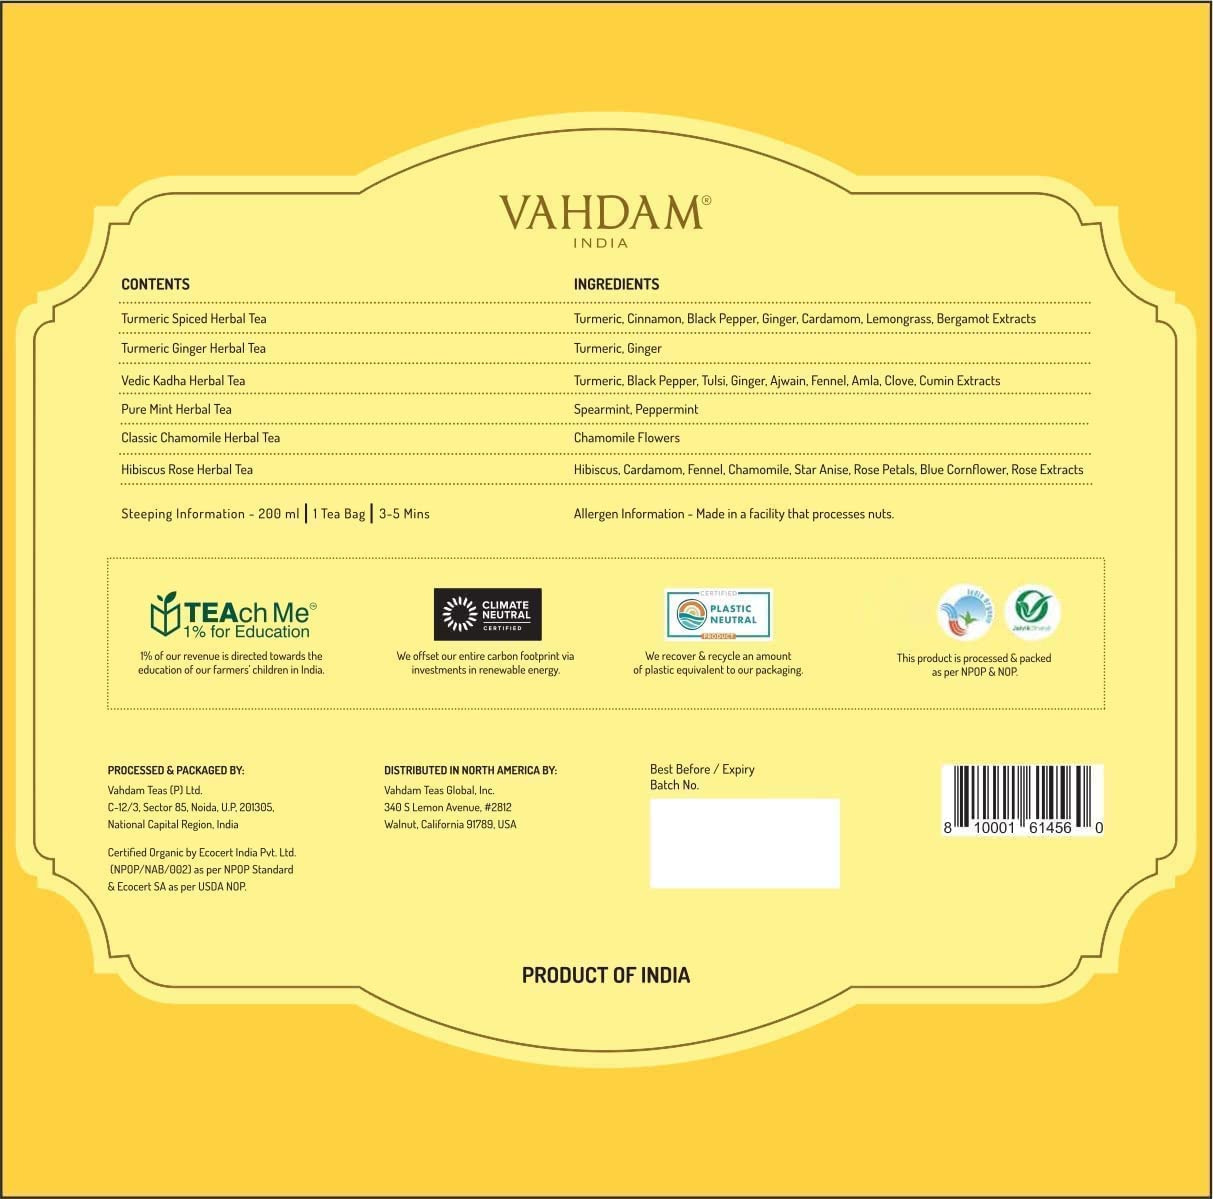 VAHDAM®
INDIA
CONTENTS
INGREDIENTS
Turmeric Spiced Herbal Tea
Turmeric, Cinnamon, Black Pepper, Ginger, Cardamom, Lemongrass, Bergamot Extracts
Turmeric Ginger Herbal Tea
Turmeric, Ginger
Vedic Kadha Herbal Tea
Turmeric, Black Pepper, Tulsi, Ginger, Ajwain, Fennel, Amla, Clove, Cumin Extracts
Pure Mint Herbal Tea
Spearmint, Peppermint
Classic Chamomile Herbal Tea
Chamomile Flowers
Hibiscus Rose Herbal Tea
Hibiscus, Cardamom, Fennel, Chamomile, Star Anise, Rose Petals, Blue Cornflower, Rose Extracts
Steeping Information - 200 ml | 1 Tea Bag | 3-5 Mins
Allergen Information - Made in a facility that processes nuts.
TEAch Me™
1% for Education
1% of our revenue is directed towards the
education of our farmers' children in India.
CLIMATE
NEUTRAL
CERTIFIED
We offset our entire carbon footprint via
investments in renewable energy.
CERTIFIED
PLASTIC
NEUTRAL
PRODUCT
We recover & recycle an amount
of plastic equivalent to our packaging.
India Organic
This product is processed & packed
as per NPOP & NOP.
PROCESSED & PACKAGED BY:
Vahdam Teas (P) Ltd.
C-12/3, Sector 85, Noida, U.P, 201305,
National Capital Region, India
Certified Organic by Ecocert India Pvt. Ltd.
(NPOP/NAB/002) as per NPOP Standard
& Ecocert SA as per USDA NOP.
DISTRIBUTED IN NORTH AMERICA BY:
Vahdam Teas Global, Inc.
340 S Lemon Avenue, #2812
Walnut, California 91789, USA
Best Before / Expiry
Batch No.
8 10001 61456 0
PRODUCT OF INDIA